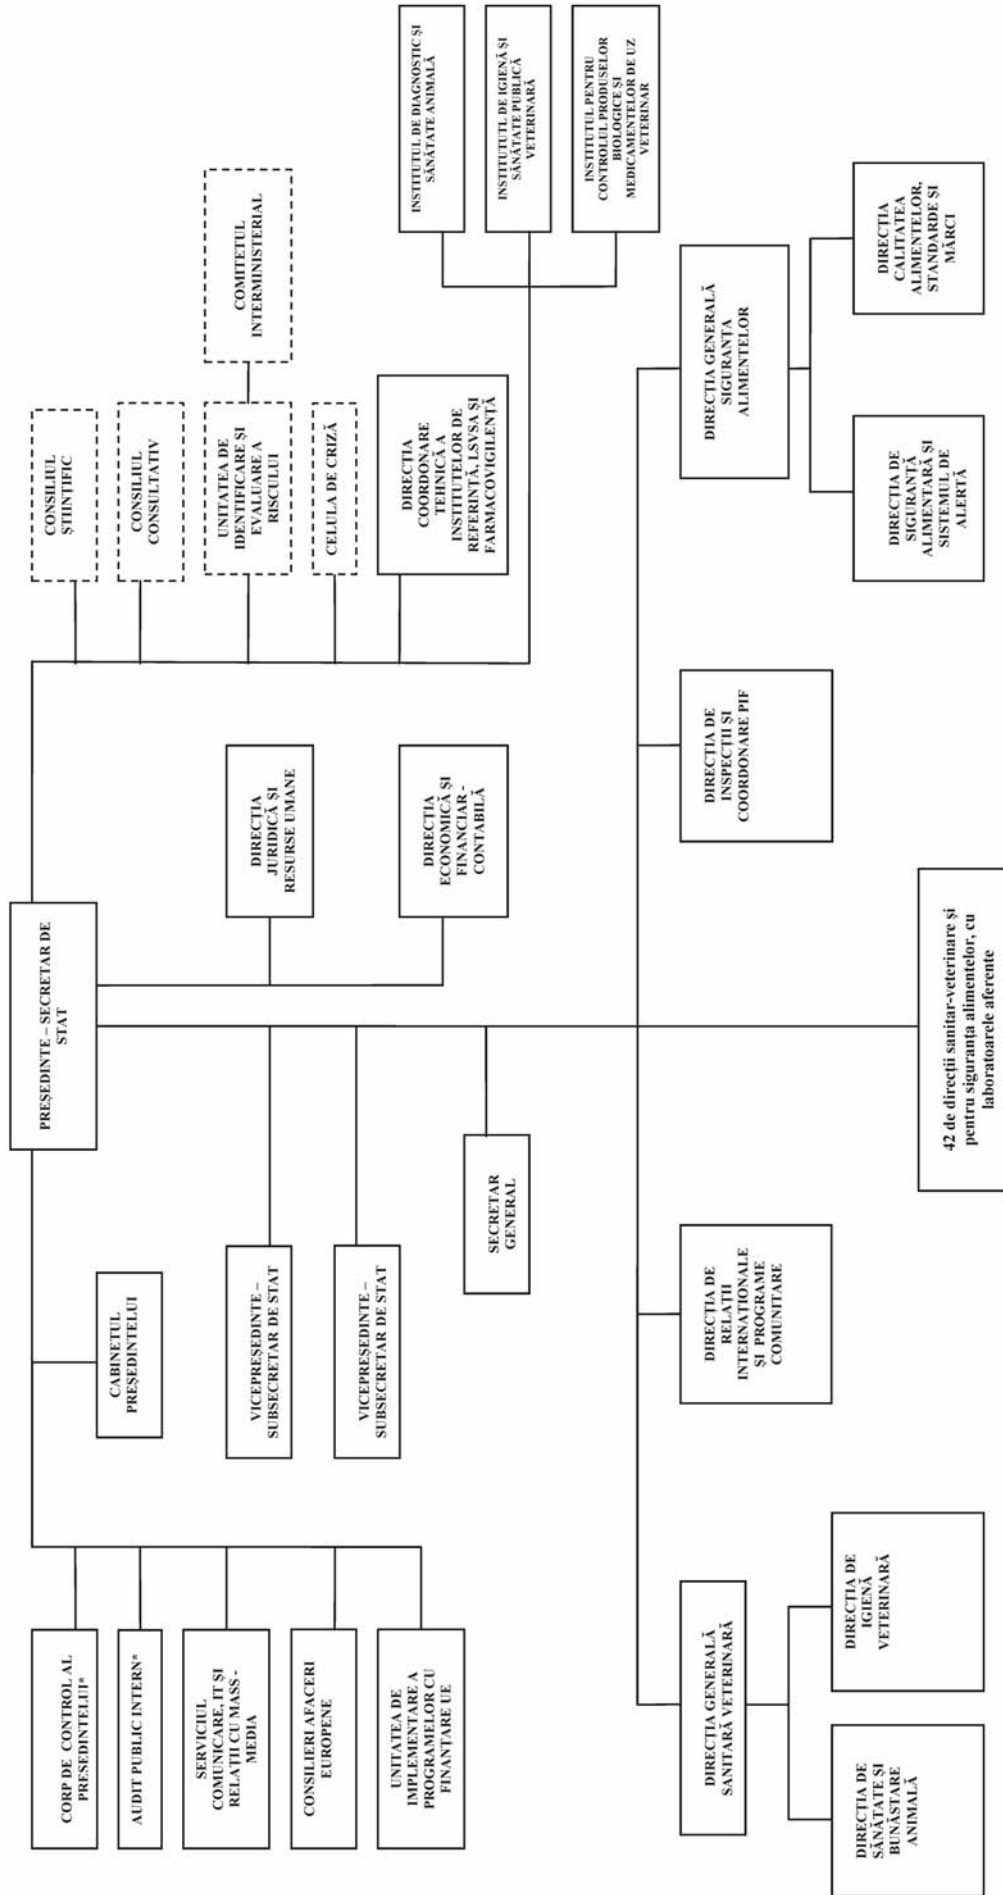 PREȘEDINTE – SECRETAR DE
STAT
CABINETUL
PREȘEDINTELUI
CORP DE CONTROL AL
PRESEDINTELUI*
AUDIT PUBLIC INTERN*
SERVICIUL
COMUNICARE, IT ȘI
RELAȚII CU MASS -
MEDIA
CONSILIERI AFACERI
EUROPENE
UNITATEA DE
IMPLEMENTARE A
PROGRAMELOR CU
FINANȚARE UE
VICEPREȘEDINTE –
SUBSECRETAR DE STAT
VICEPREȘEDINTE –
SUBSECRETAR DE STAT
SECRETAR
GENERAL
DIRECȚIA
JURIDICĂ ȘI
RESURSE UMANE
DIRECȚIA
ECONOMICĂ ȘI
FINANCIAR -
CONTABILĂ
CONSILIUL
ȘTIINȚIFIC
CONSILIUL
CONSULTATIV
UNITATEA DE
IDENTIFICARE ȘI
EVALUARE A
RISCULUI
COMITETUL
INTERMINISTERIAL
CELULA DE CRIZĂ
DIRECȚIA
COORDONARE
TEHNICĂ A
INSTITUTELOR DE
REFERINȚĂ, LSVSA ȘI
FARMACOVIGILENȚĂ
INSTITUTUL DE DIAGNOSTIC ȘI
SĂNĂTATE ANIMALĂ
INSTITUTL DE IGIENĂ ȘI
SĂNĂTATE PUBLICĂ
VETERINARĂ
INSTITUTUL PENTRU
CONTROLUL PRODUSELOR
BIOLOGICE ȘI
MEDICAMENTELOR DE UZ
VETERINAR
DIRECȚIA GENERALĂ
SANITARĂ VETERINARĂ
DIRECȚIA DE
SĂNĂTATE ȘI
BUNĂSTARE
ANIMALĂ
DIRECȚIA DE
IGIENĂ
VETERINARĂ
DIRECȚIA DE
RELAȚII
INTERNAȚIONALE
ȘI PROGRAME
COMUNITARE
DIRECȚIA DE
INSPECȚII ȘI
COORDONARE PIF
DIRECȚIA GENERALĂ
SIGURANȚA
ALIMENTELOR
DIRECȚIA DE
SIGURANȚĂ
ALIMENTARĂ ȘI
SISTEMUL DE
ALERTĂ
DIRECȚIA
CALITATEA
ALIMENTELOR,
STANDARDE ȘI
MĂRCI
42 de direcții sanitar-veterinare și
pentru siguranța alimentelor, cu
laboratoarele aferente